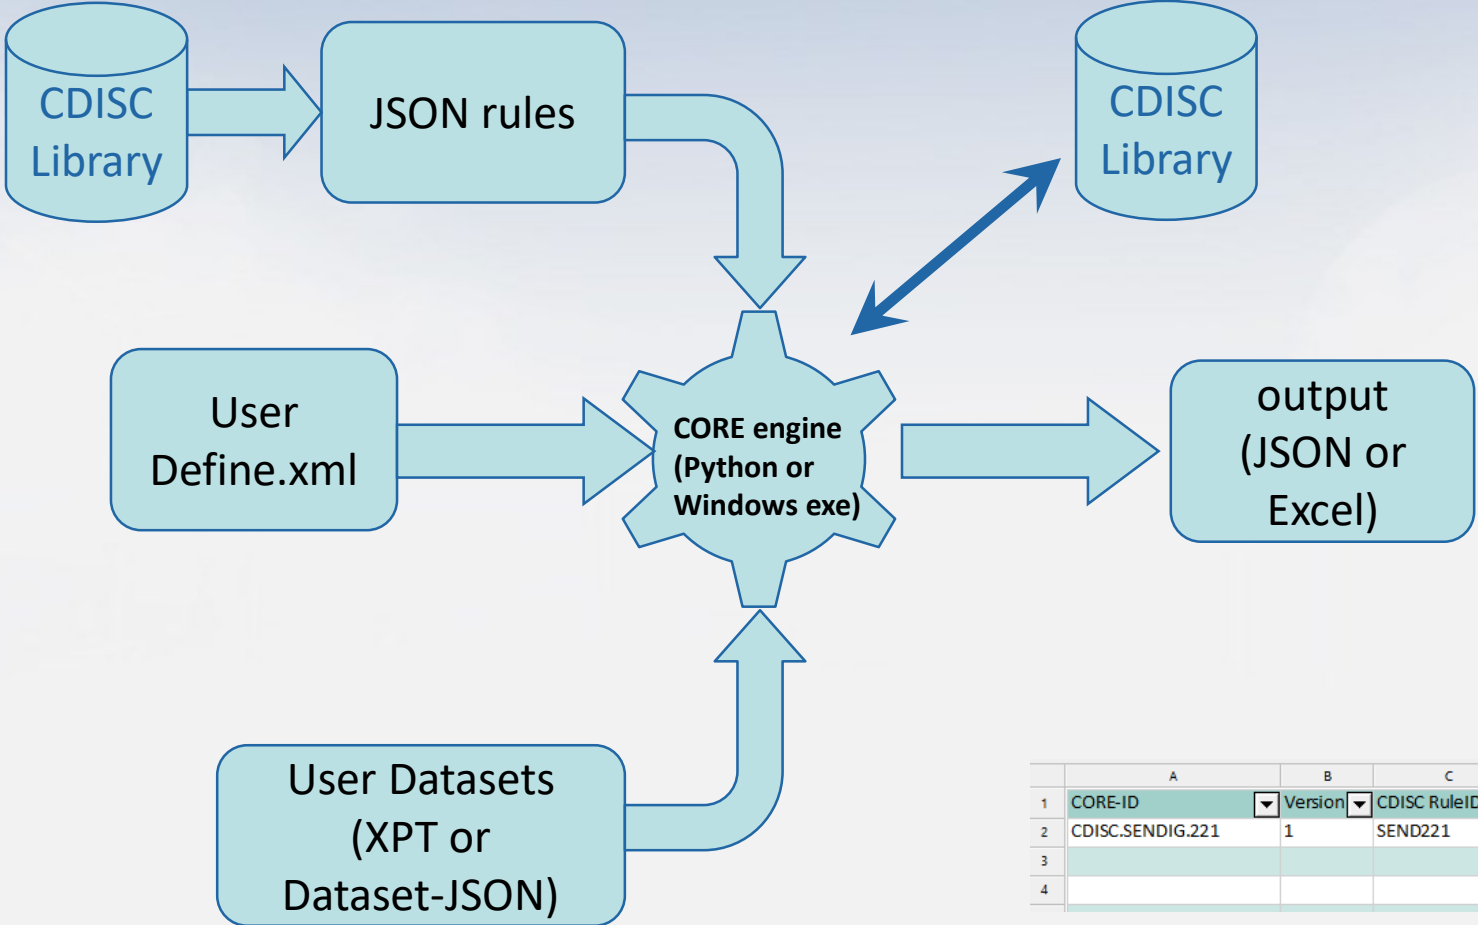 CDISC
Library
JSON rules
CDISC
Library
User
Define.xml
CORE engine
(Python or
Windows exe)
output
(JSON or
Excel)
User Datasets
(XPT or
Dataset-JSON)
A B C
1 CORE-ID Version CDISC RuleID
2 CDISC.SENDIG.221 1 SEND221
3
4